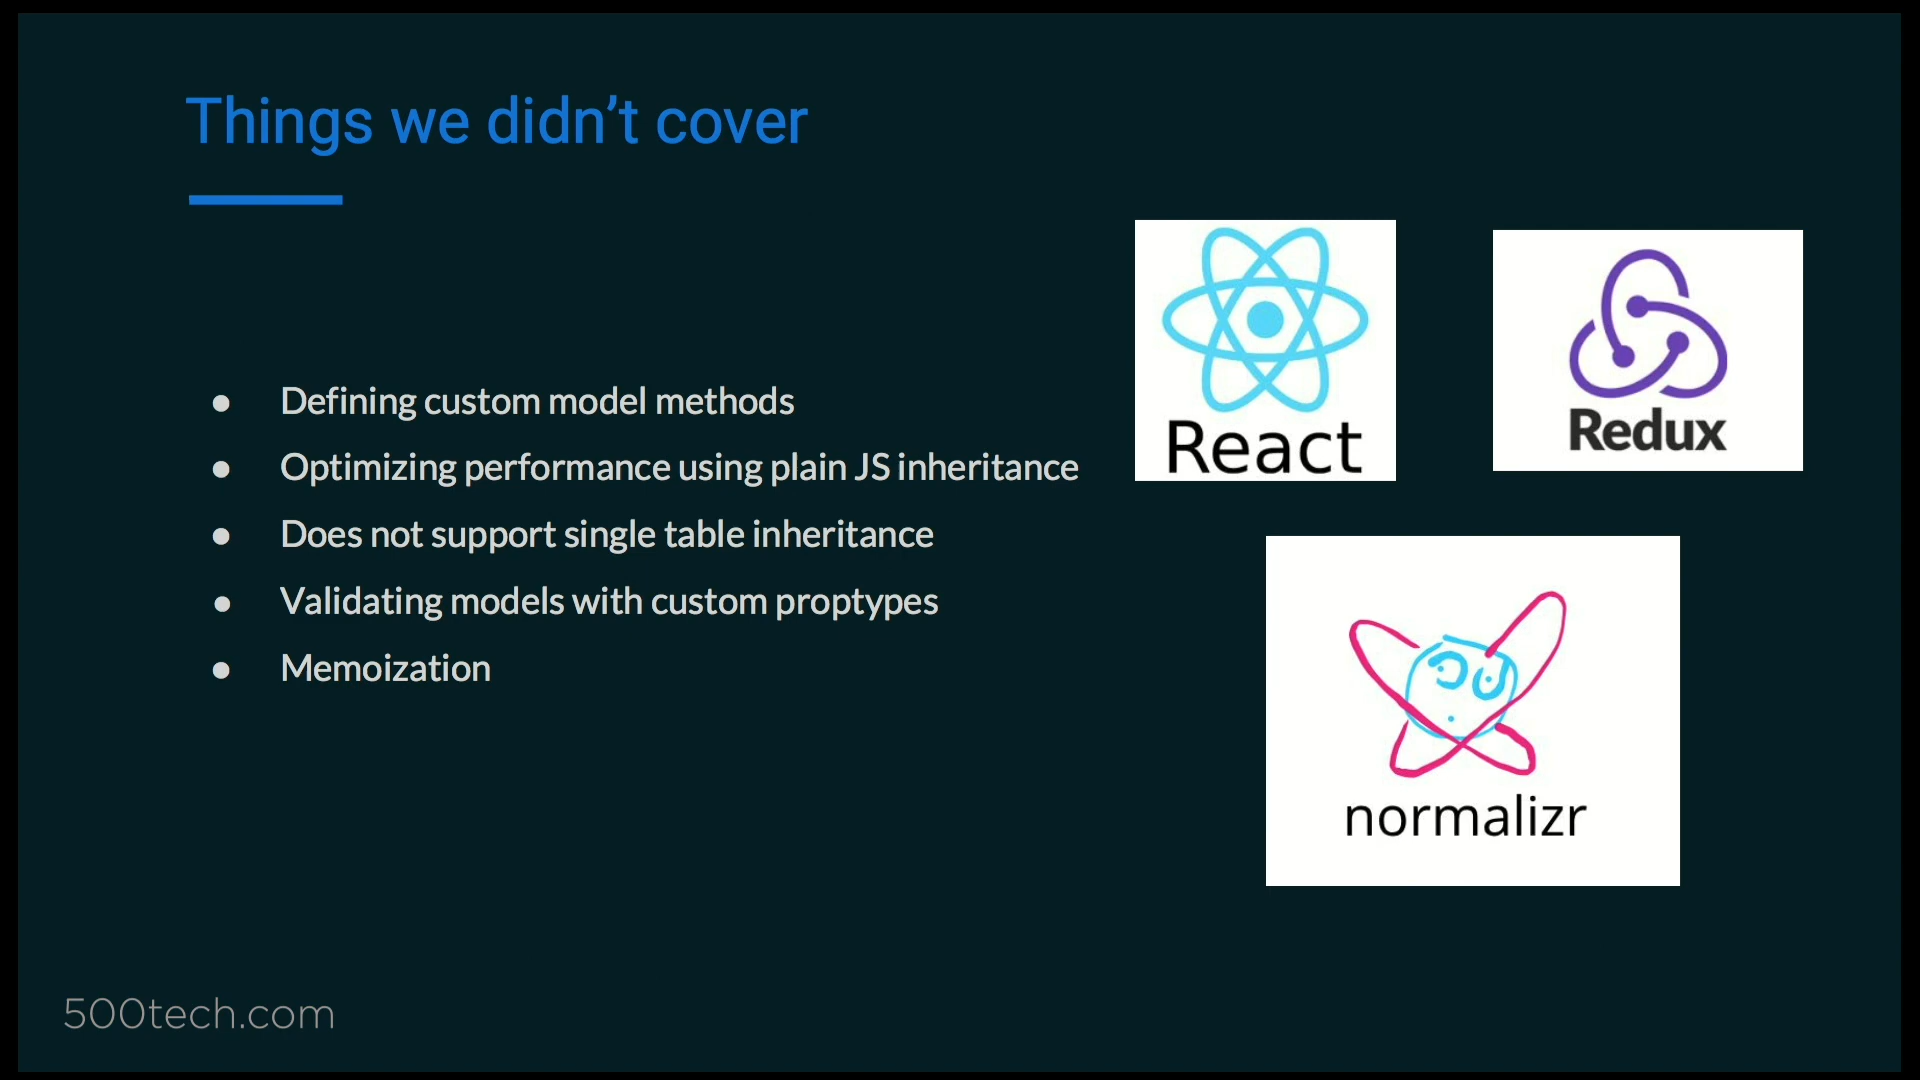 Things we didn’t cover
● Defining custom model methods
● Optimizing performance using plain JS inheritance
● Does not support single table inheritance
● Validating models with custom proptypes
● Memoization
React
Redux
normalizr
500tech.com